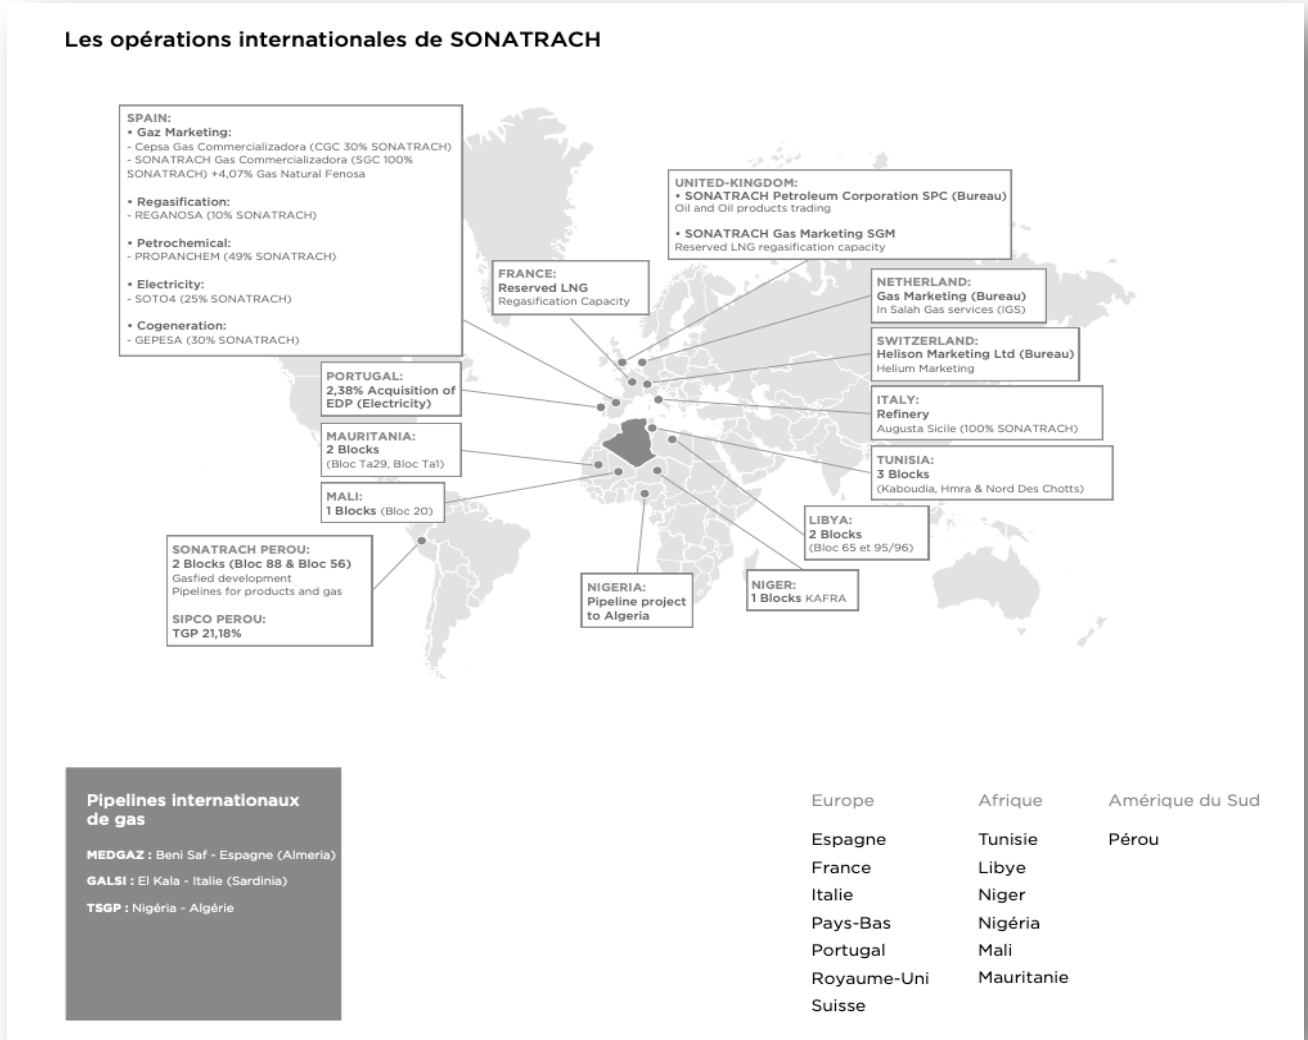 Les opérations internationales de SONATRACH
SPAIN:
• Gaz Marketing:
- Cepsa Gas Commercializadora (CGC 30% SONATRACH)
- SONATRACH Gas Commercializadora (SGC 100%
SONATRACH) +4,07% Gas Natural Fenosa
• Regasification:
- REGANOSA (10% SONATRACH)
• Petrochemical:
- PROPANCHEM (49% SONATRACH)
• Electricity:
- SOTO4 (25% SONATRACH)
• Cogeneration:
- GEPESA (30% SONATRACH)
UNITED-KINGDOM:
• SONATRACH Petroleum Corporation SPC (Bureau)
Oil and Oil products trading
• SONATRACH Gas Marketing SGM
Reserved LNG regasification capacity
FRANCE:
Reserved LNG
Regasification Capacity
NETHERLAND:
Gas Marketing (Bureau)
In Salah Gas services (IGS)
SWITZERLAND:
Helison Marketing Ltd (Bureau)
Helium Marketing
PORTUGAL:
2,38% Acquisition of
EDP (Electricity)
ITALY:
Refinery
Augusta Sicile (100% SONATRACH)
MAURITANIA:
2 Blocks
(Bloc Ta29, Bloc Ta1)
TUNISIA:
3 Blocks
(Kaboudia, Hmra & Nord Des Chotts)
MALI:
1 Blocks (Bloc 20)
LIBYA:
2 Blocks
(Bloc 65 et 95/96)
SONATRACH PEROU:
2 Blocks (Bloc 88 & Bloc 56)
Gasfied development
Pipelines for products and gas
SIPCO PEROU:
TGP 21,18%
NIGERIA:
Pipeline project
to Algeria
NIGER:
1 Blocks KAFRA
Pipelines internationaux
de gas
MEDGAZ : Beni Saf - Espagne (Almeria)
GALSI : El Kala - Italie (Sardinia)
TSGP : Nigéria - Algérie
Europe
Espagne
France
Italie
Pays-Bas
Portugal
Royaume-Uni
Suisse
Afrique
Tunisie
Libye
Niger
Nigéria
Mali
Mauritanie
Amérique du Sud
Pérou